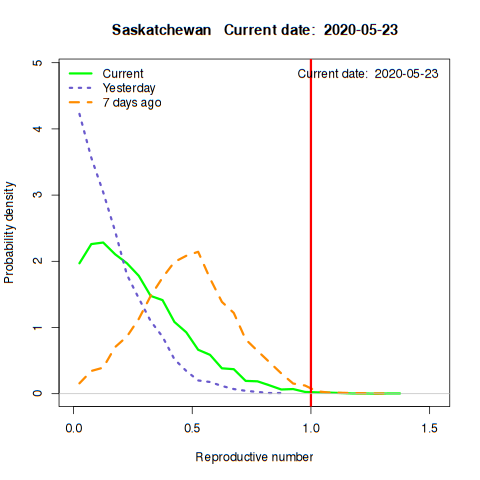 Saskatchewan   Current date:  2020-05-23
Current date:  2020-05-23
Current
Yesterday
7 days ago
Probability density
5
4
3
2
1
0
0.0
0.5
1.0
1.5
Reproductive number